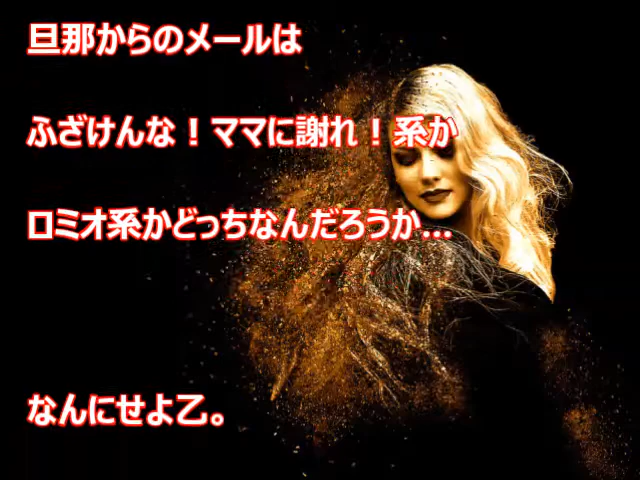 旦那からのメールは
ふざけんな！ママに謝れ！系か
ロミオ系かどっちなんだろうか…
なんにせよ乙。